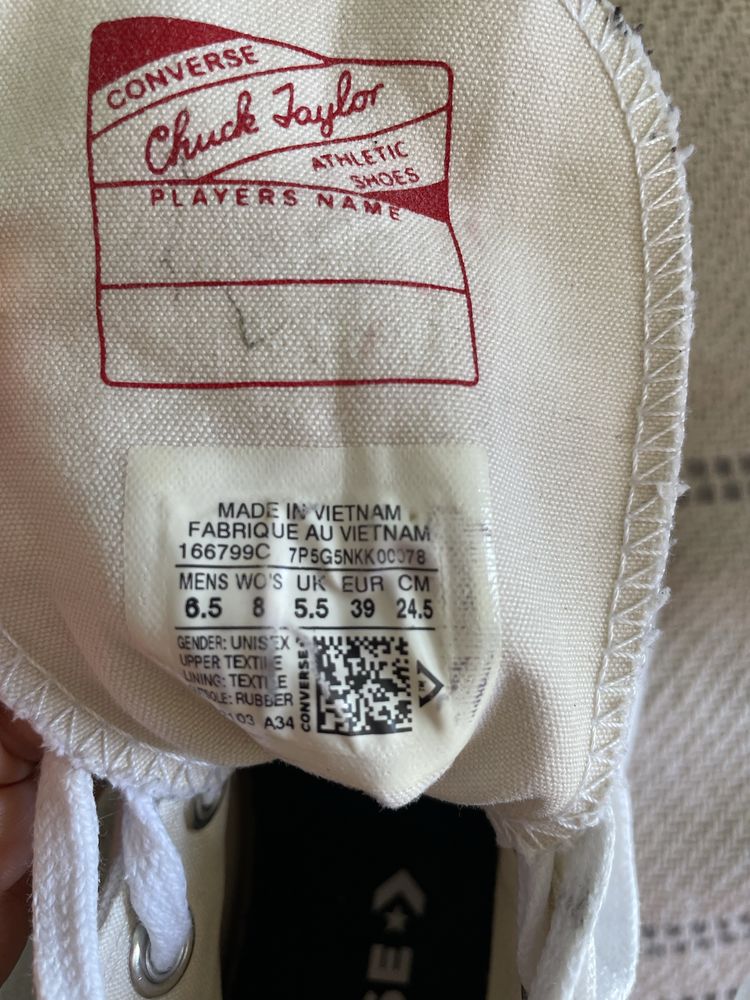 CONVERSE
Chuck Taylor
ATHLETIC
SHOES
PLAYERS NAME
MADE IN VIETNAM
FABRIQUE AU VIETNAM
166799C
MENS WO'S UK EUR CM
6.5 8 5.5 39 24.5
GENDER: UNISEX
UPPER TEXTILE
LINING: TEXTILE
RUBBER
A34
CONVERSE
SE